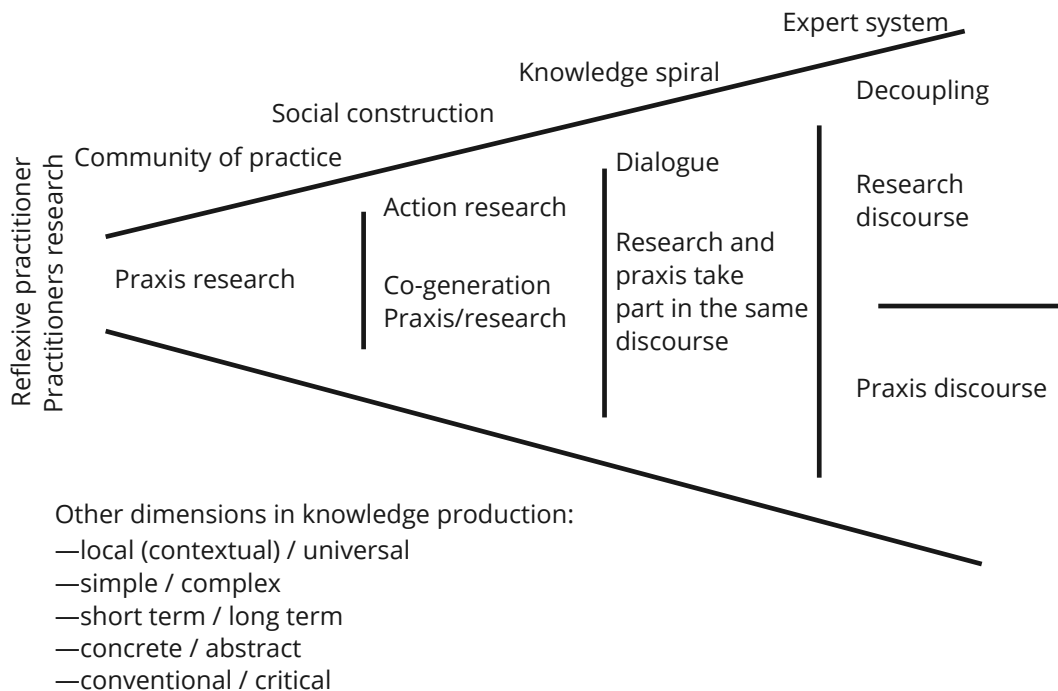 Expert system
Knowledge spiral
Social construction
Community of practice
Reflexive practitioner
Practitioners research
Praxis research
Action research
Co-generation
Praxis/research
Dialogue
Research and
praxis take
part in the same
discourse
Decoupling
Research
discourse
Praxis discourse
Other dimensions in knowledge production:
—local (contextual) / universal
—simple / complex
—short term / long term
—concrete / abstract
—conventional / critical